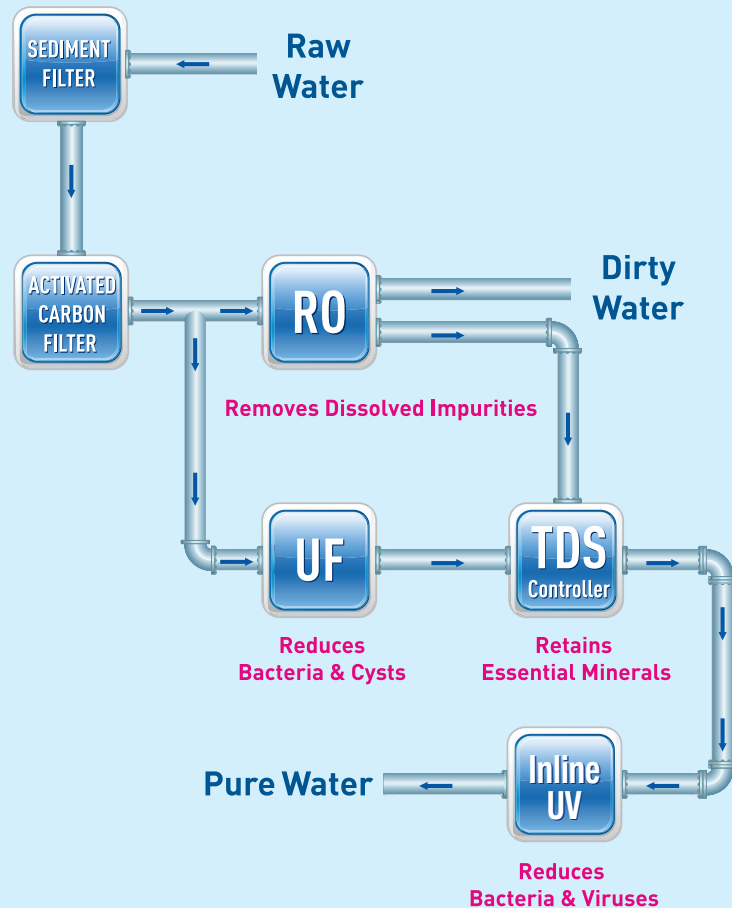 SEDIMENT
FILTER
Raw
Water
ACTIVATED
CARBON
FILTER
RO
Dirty
Water
Removes Dissolved Impurities
UF
TDS
Controller
Reduces
Bacteria & Cysts
Retains
Essential Minerals
Pure Water
Inline
UV
Reduces
Bacteria & Viruses